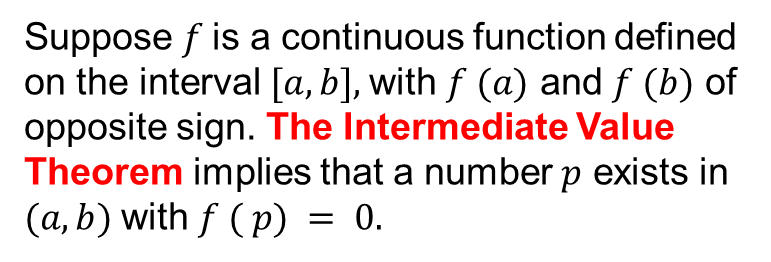 Suppose f is a continuous function defined
on the interval [a, b], with f (a) and f (b) of
opposite sign. The Intermediate Value
Theorem implies that a number p exists in
(a, b) with f ( p) = 0.